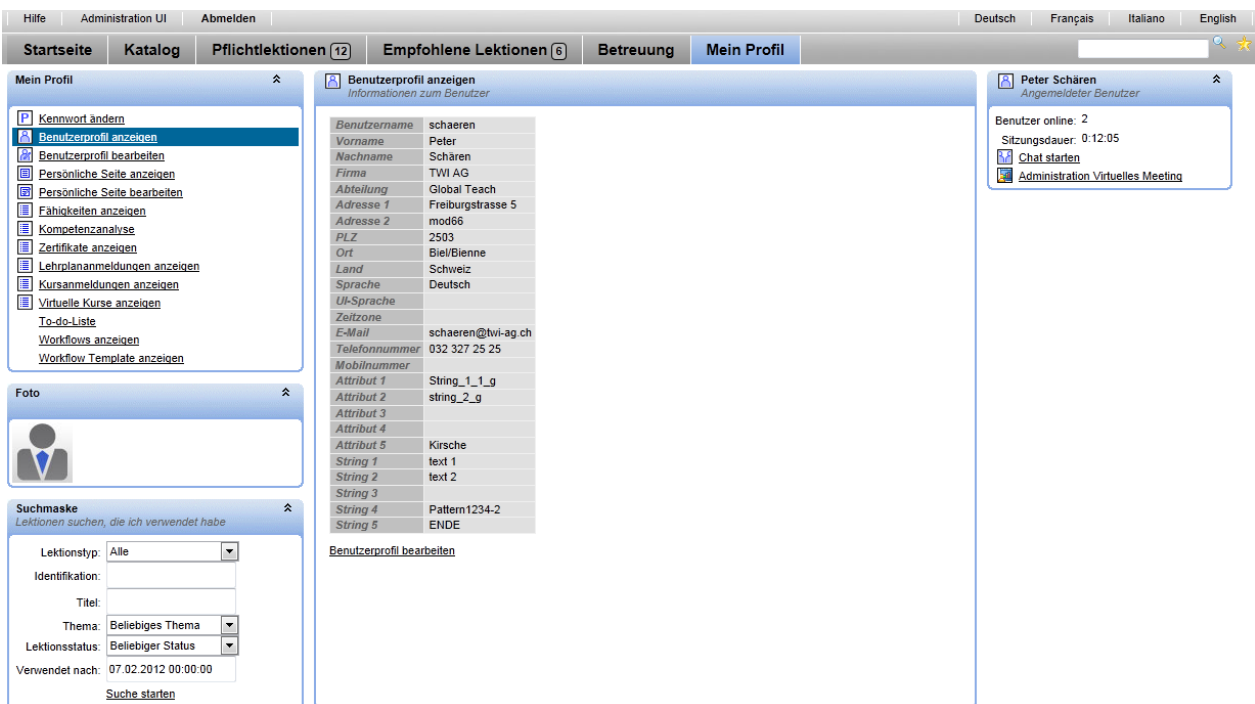 Hilfe Administration UI Abmelden Deutsch Français Italiano English
Startseite Katalog Pflichtlektionen 12 Empfohlene Lektionen 6 Betreuung Mein Profil
Mein Profil
P Kennwort ändern
Benutzerprofil anzeigen
Benutzerprofil bearbeiten
Persönliche Seite anzeigen
Persönliche Seite bearbeiten
Fähigkeiten anzeigen
Kompetenzanalyse
Zertifikate anzeigen
Lehrplananmeldungen anzeigen
Kursanmeldungen anzeigen
Virtuelle Kurse anzeigen
To-do-Liste
Workflows anzeigen
Workflow Template anzeigen
Foto
Suchmaske
Lektionen suchen, die ich verwendet habe
Lektionstyp: Alle
Identifikation:
Titel:
Thema: Beliebiges Thema
Lektionsstatus: Beliebiger Status
Verwendet nach: 07.02.2012 00:00:00
Suche starten
Benutzerprofil anzeigen
Informationen zum Benutzer
Benutzername schaeren
Vorname Peter
Nachname Schären
Firma TWI AG
Abteilung Global Teach
Adresse 1 Freiburgstrasse 5
Adresse 2 mod66
PLZ 2503
Ort Biel/Bienne
Land Schweiz
Sprache Deutsch
UI-Sprache
Zeitzone
E-Mail schaeren@twi-ag.ch
Telefonnummer 032 327 25 25
Mobilnummer
Attribut 1 String_1_1_g
Attribut 2 string_2_g
Attribut 3
Attribut 4
Attribut 5 Kirsche
String 1 text 1
String 2 text 2
String 3
String 4 Pattern1234-2
String 5 ENDE
Benutzerprofil bearbeiten
Peter Schären
Angemeldeter Benutzer
Benutzer online: 2
Sitzungsdauer: 0:12:05
Chat starten
Administration Virtuelles Meeting